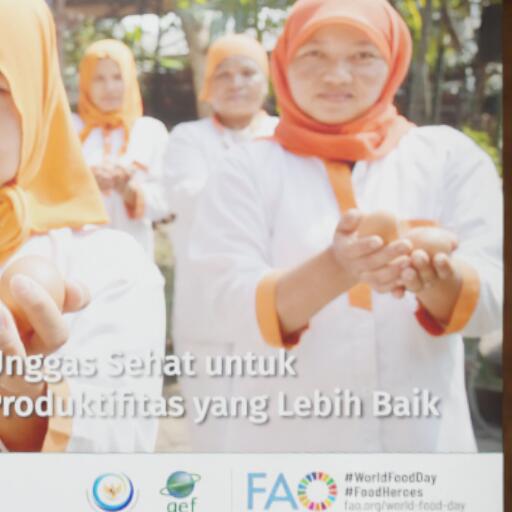 Unggas Sehat untuk
Produktifitas yang Lebih Baik
gef
FAO
#WorldFoodDay
#FoodHeroes
fao.org/world-food-day